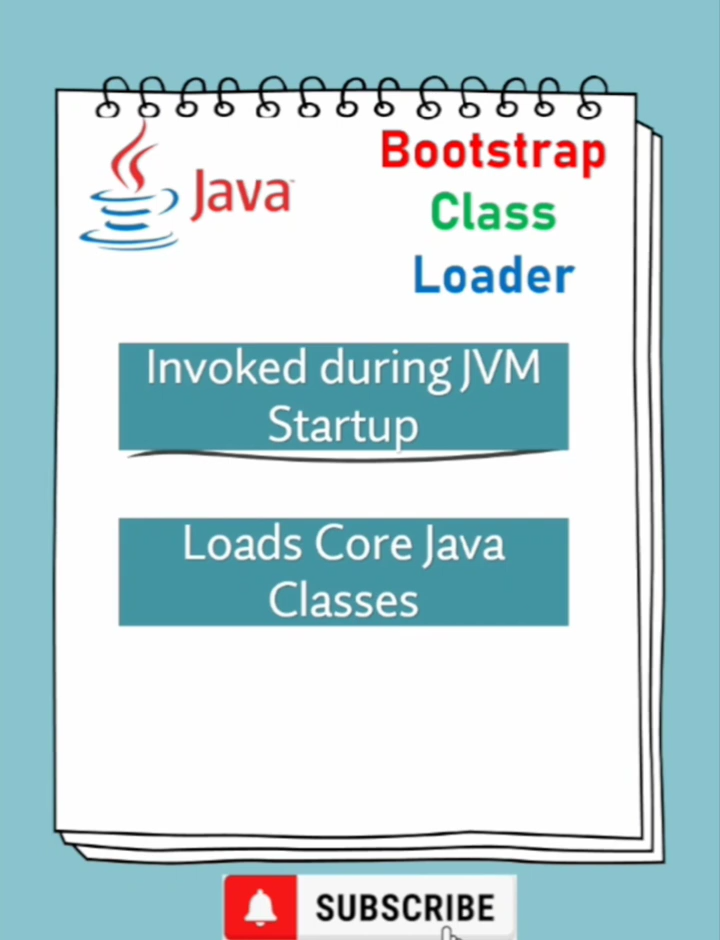 Java
Bootstrap
Class
Loader
Invoked during JVM
Startup
Loads Core Java
Classes
SUBSCRIBE